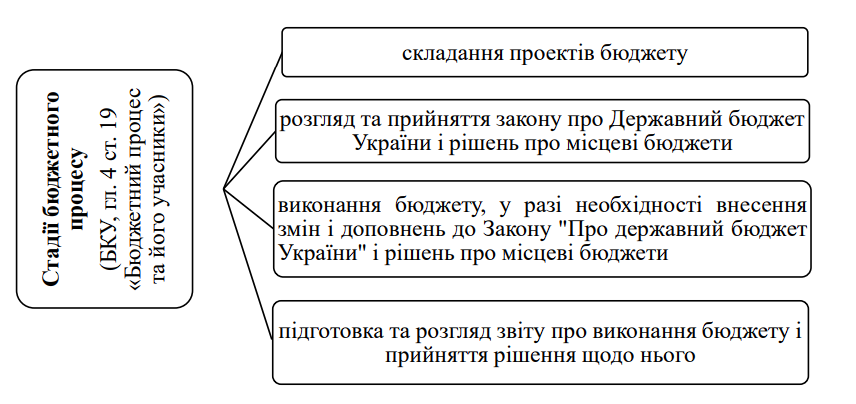 Стадії бюджетного
процесу
(БКУ, гл. 4 ст. 19
«Бюджетний процес
та його учасники»)
складання проектів бюджету
розгляд та прийняття закону про Державний бюджет
України і рішень про місцеві бюджети
виконання бюджету, у разі необхідності внесення
змін і доповнень до Закону "Про державний бюджет
України" і рішень про місцеві бюджети
підготовка та розгляд звіту про виконання бюджету і
прийняття рішення щодо нього